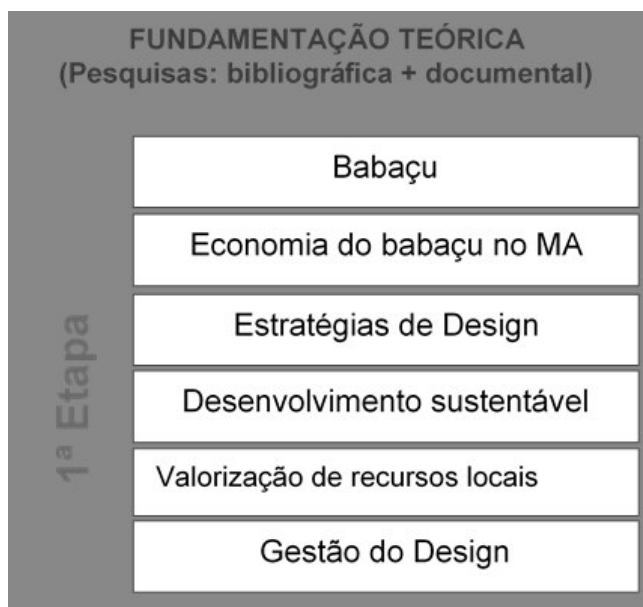 FUNDAMENTAÇÃO TEÓRICA
(Pesquisas: bibliográfica + documental)
1ª Etapa
Babaçu
Economia do babaçu no MA
Estratégias de Design
Desenvolvimento sustentável
Valorização de recursos locais
Gestão do Design